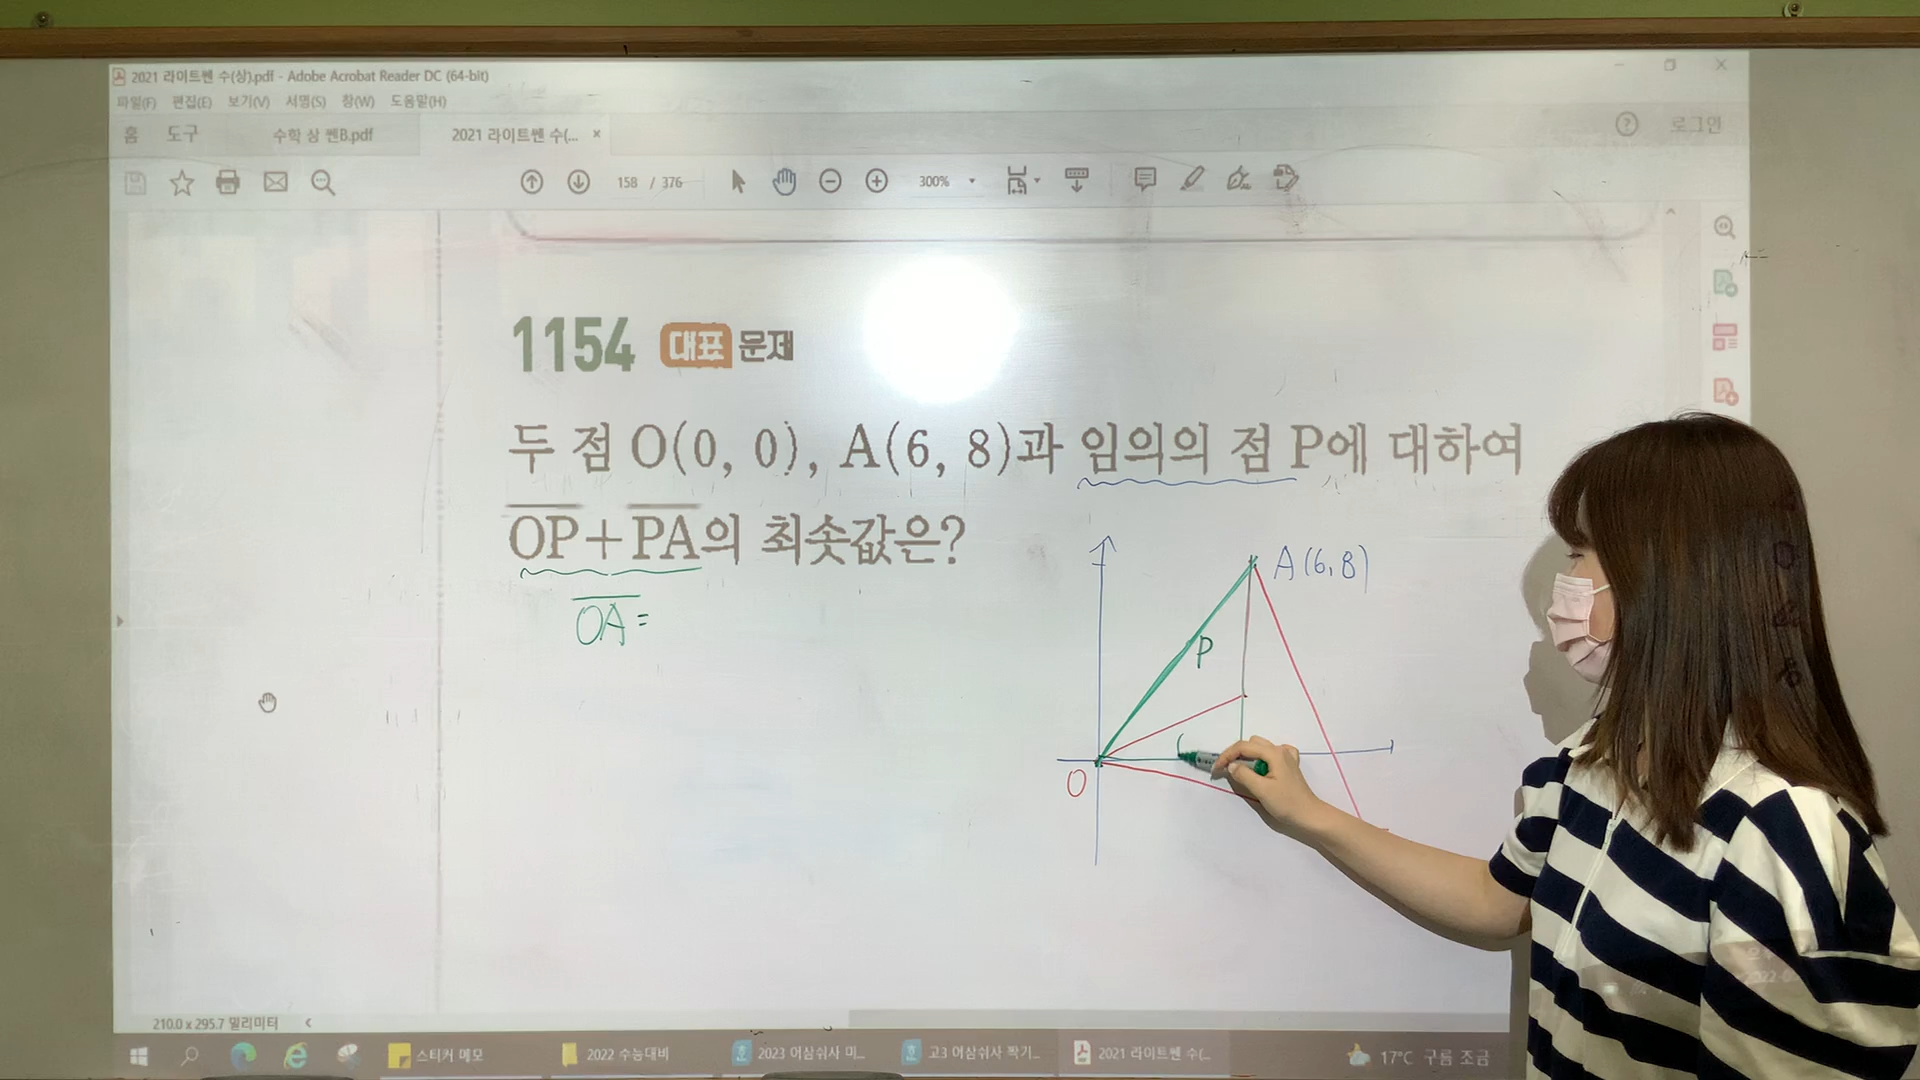 2021 라이트쎈 수(상).pdf - Adobe Acrobat Reader DC (64-bit)
파일(F) 편집(E) 보기(V) 서명(S) 창(W) 도움말(H)
홈 도구 수학 상 쎈B.pdf 2021 라이트쎈 수(... × ? 로그인
158 / 376 300%
1154 대표 문제
두 점 O(0, 0), A(6, 8)과 임의의 점 P에 대하여
OP+PA의 최솟값은?
A(6,8)
OA=
P
O
210.0 x 295.7 밀리미터
스티커 메모 2022 수능대비 2023 어삼쉬사 미... 고3 어삼쉬사 짝기... 2021 라이트쎈 수(... 17°C 구름 조금